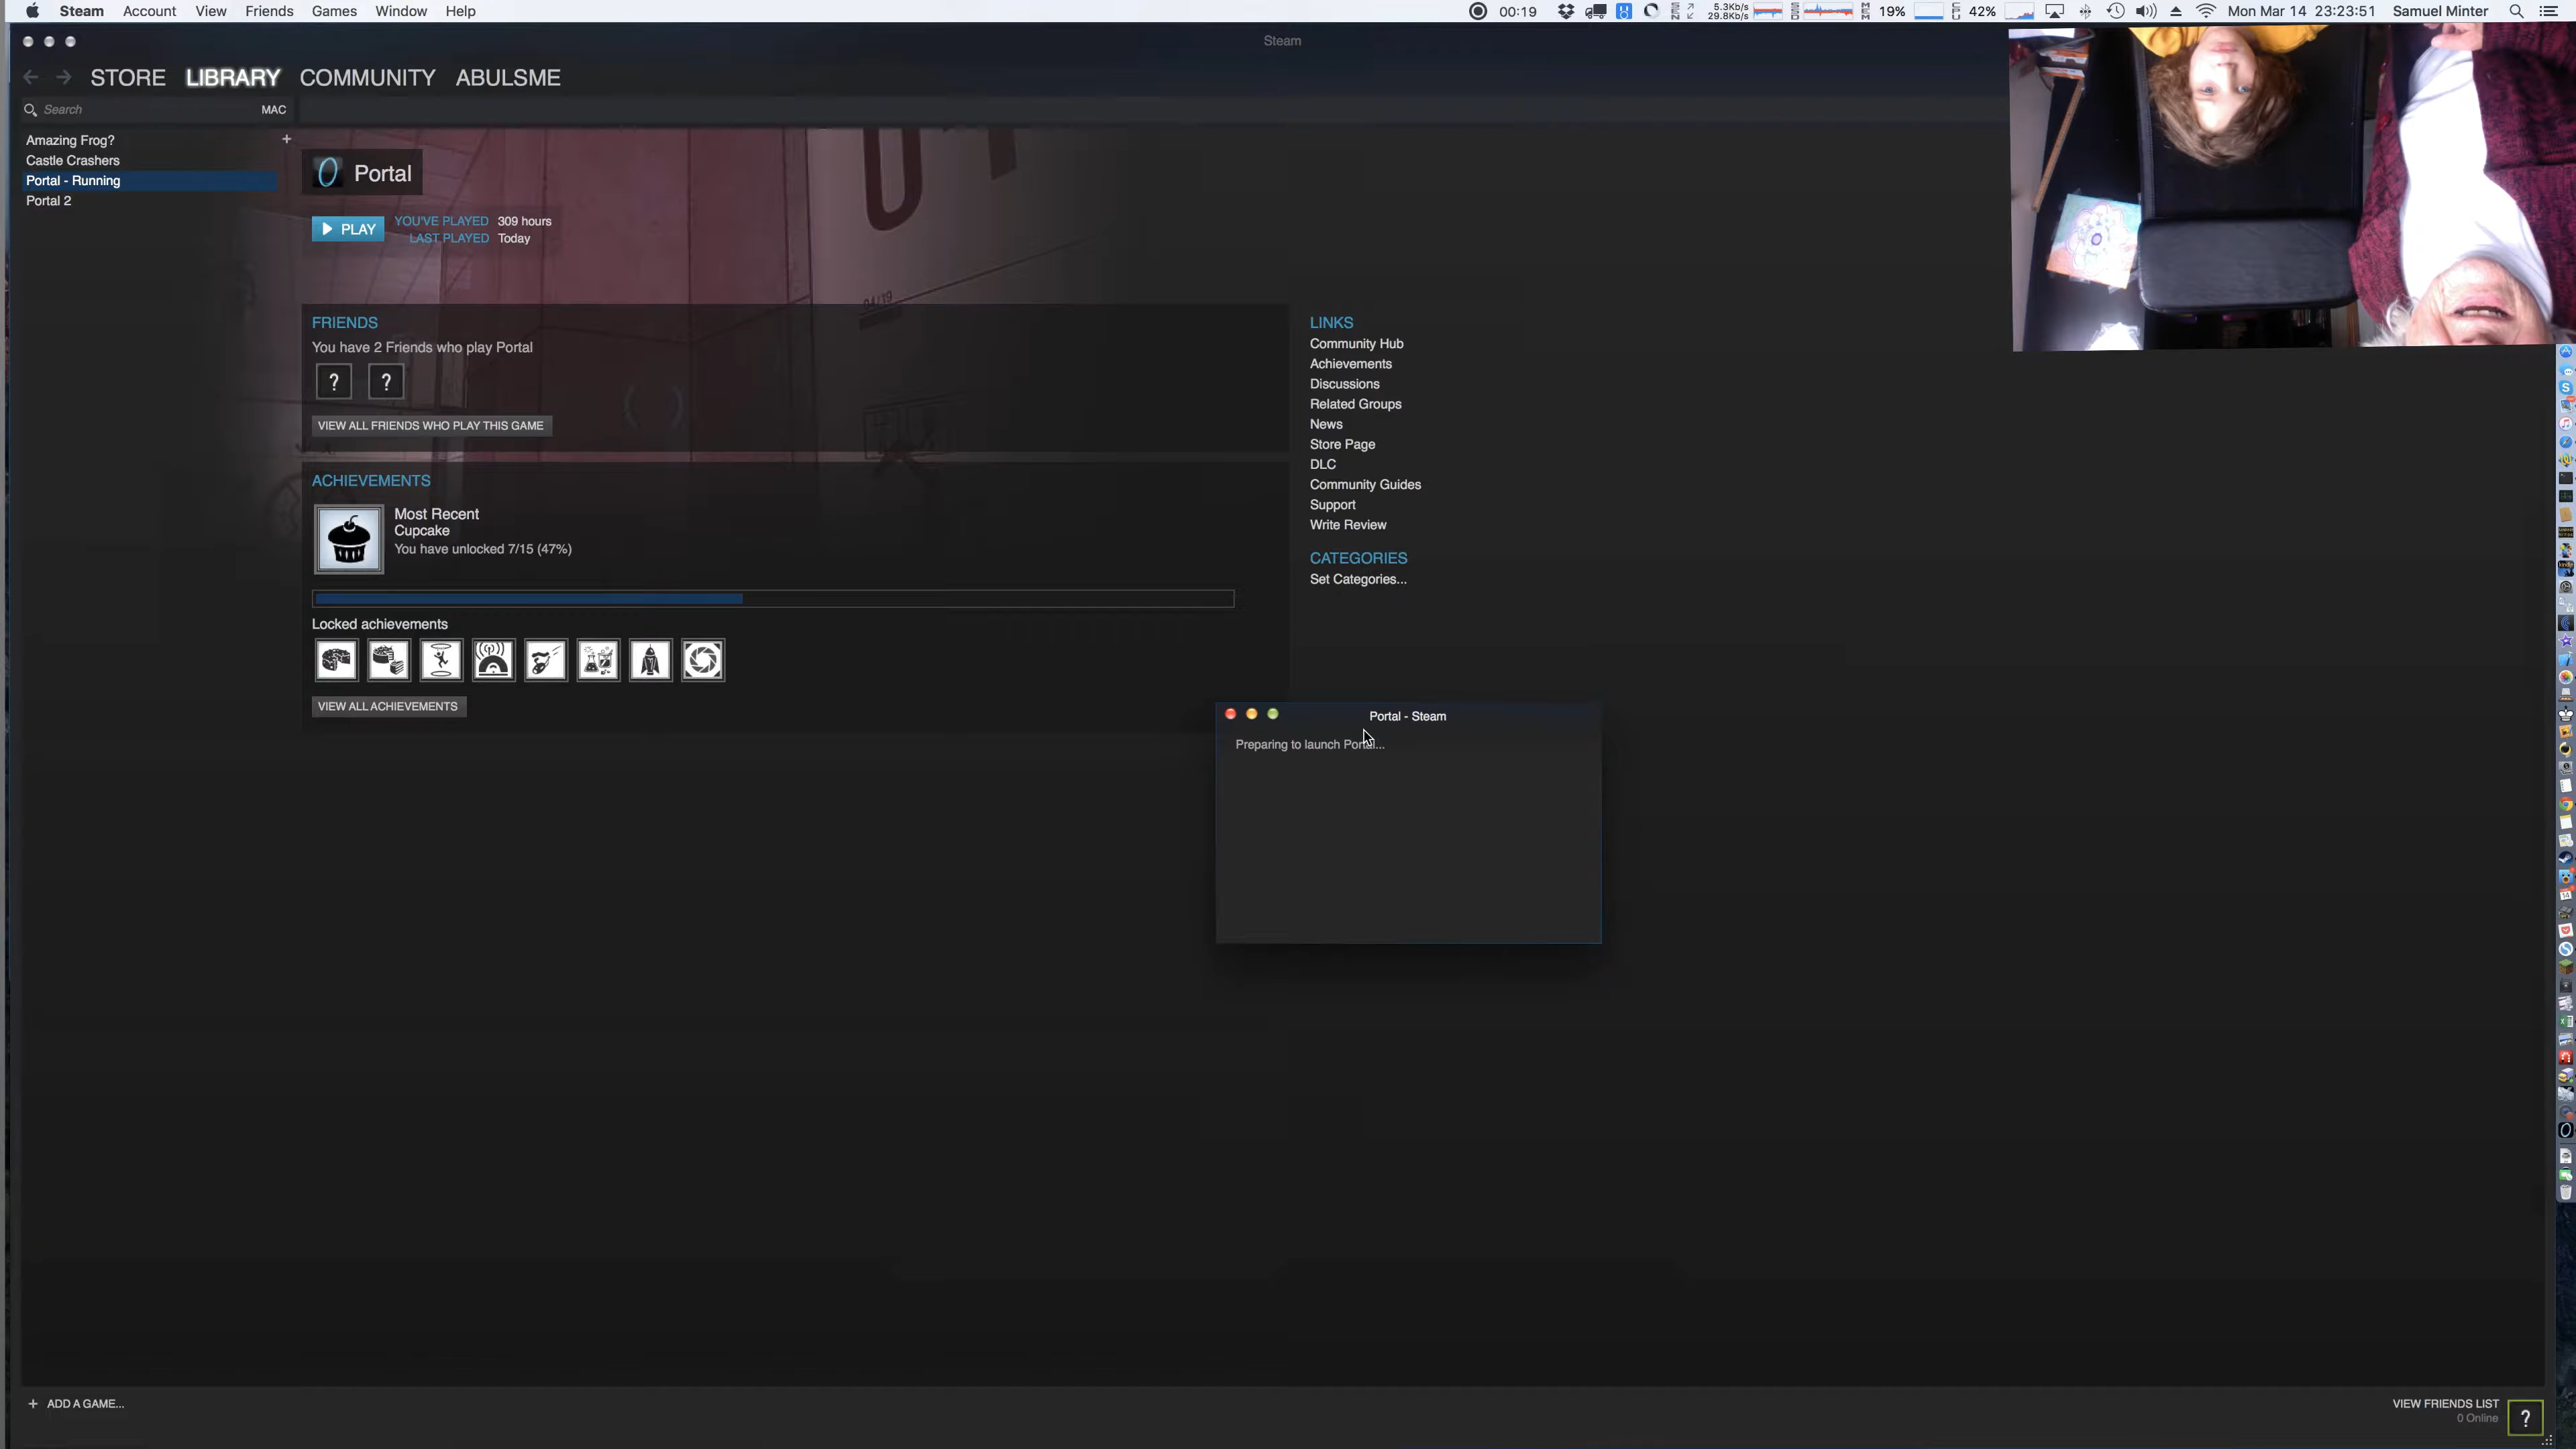 Steam Account View Friends Games Window Help 00:19 5.3Kb/s 29.8Kb/s 19% 42% Mon Mar 14 23:23:51 Samuel Minter
Steam
STORE LIBRARY COMMUNITY ABULSME
Search MAC
Amazing Frog?
Castle Crashers
Portal - Running
Portal 2
Portal
PLAY
YOU'VE PLAYED 309 hours
LAST PLAYED Today
FRIENDS
You have 2 Friends who play Portal
? ?
VIEW ALL FRIENDS WHO PLAY THIS GAME
ACHIEVEMENTS
Most Recent
Cupcake
You have unlocked 7/15 (47%)
Locked achievements
VIEW ALL ACHIEVEMENTS
LINKS
Community Hub
Achievements
Discussions
Related Groups
News
Store Page
DLC
Community Guides
Support
Write Review
CATEGORIES
Set Categories...
Portal - Steam
Preparing to launch Portal...
+ ADD A GAME...
VIEW FRIENDS LIST
0 Online
?